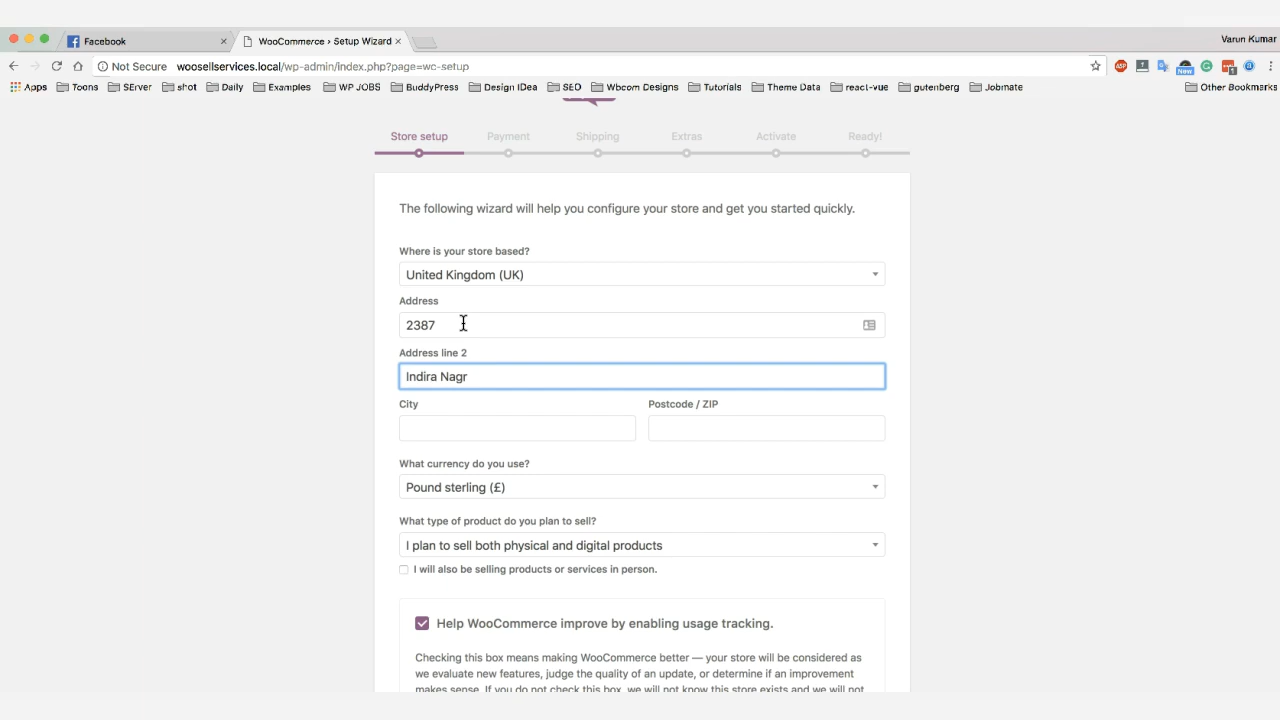 Facebook
WooCommerce › Setup Wizard
Varun Kumar
Not Secure woosellservices.local/wp-admin/index.php?page=wc-setup
ABP
New
Apps Toons SErver shot Daily Examples WP JOBS BuddyPress Design IDea SEO Wbcom Designs Tutorials Theme Data react-vue gutenberg Jobmate Other Bookmarks
Store setup Payment Shipping Extras Activate Ready!
The following wizard will help you configure your store and get you started quickly.
Where is your store based?
United Kingdom (UK)
Address
2387
Address line 2
Indira Nagr
City Postcode / ZIP
What currency do you use?
Pound sterling (£)
What type of product do you plan to sell?
I plan to sell both physical and digital products
I will also be selling products or services in person.
Help WooCommerce improve by enabling usage tracking.
Checking this box means making WooCommerce better — your store will be considered as
we evaluate new features, judge the quality of an update, or determine if an improvement
makes sense. If you do not check this box, we will not know this store exists and we will not